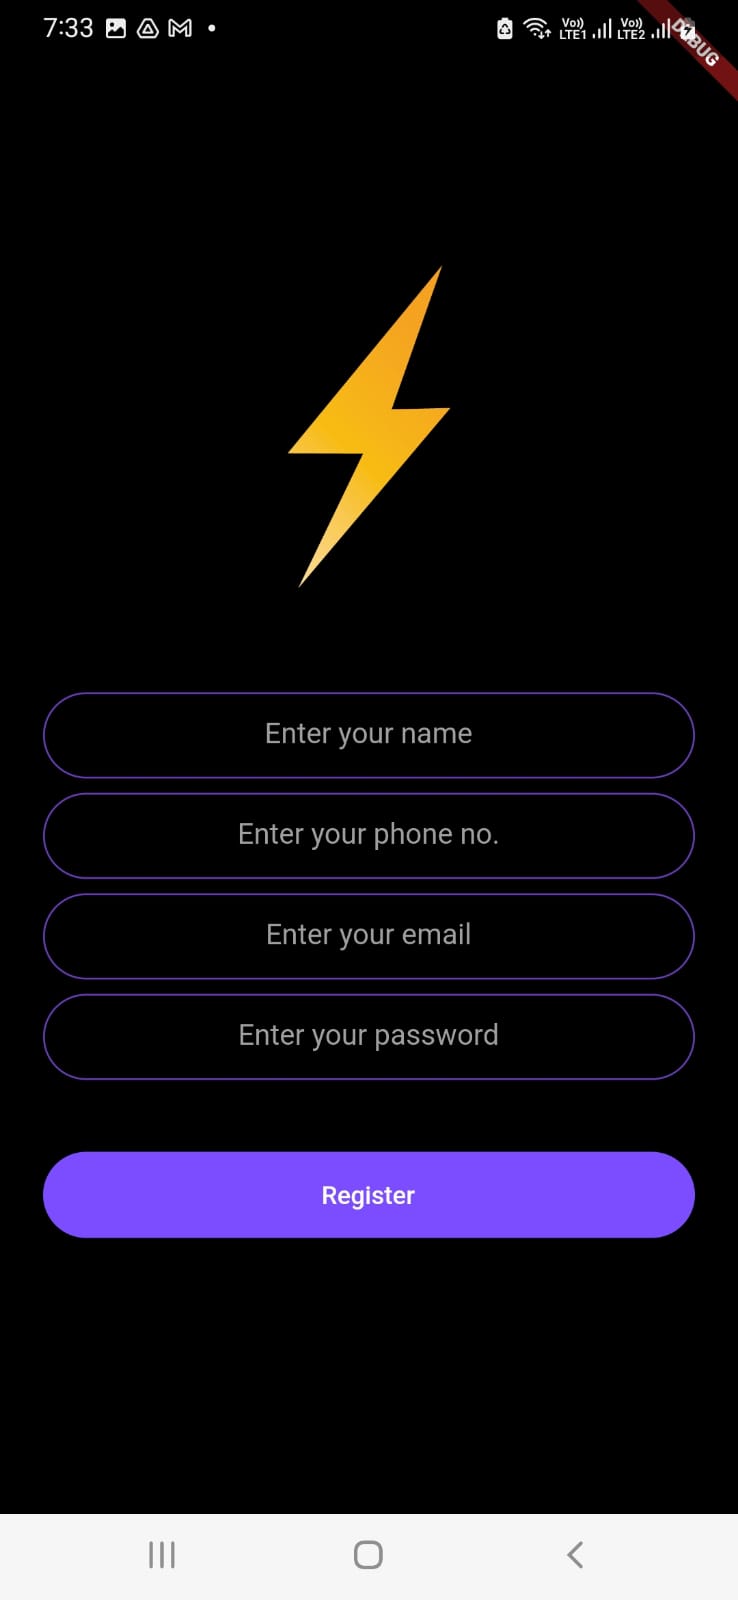 7:33
Vo)) LTE1 Vo)) LTE2
DEBUG
Enter your name
Enter your phone no.
Enter your email
Enter your password
Register